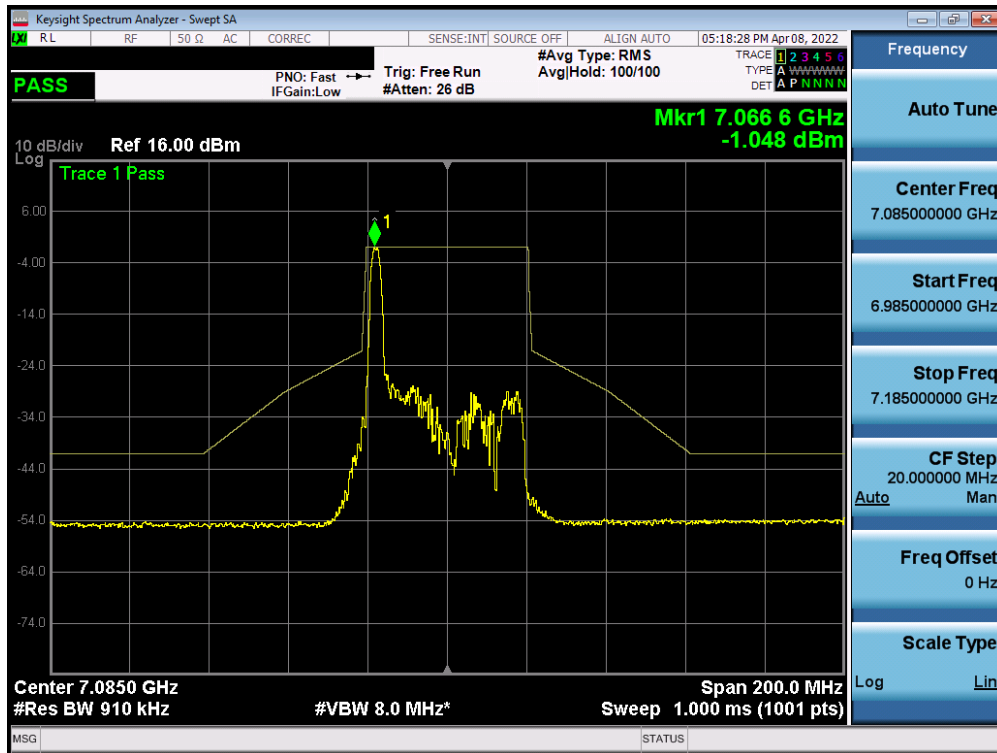 Keysight Spectrum Analyzer - Swept SA
LXI RL RF 50 Ω AC CORREC SENSE:INT SOURCE OFF ALIGN AUTO 05:18:28 PM Apr 08, 2022
PASS
PNO: Fast
IFGain:Low
Trig: Free Run
#Atten: 26 dB
#Avg Type: RMS
Avg|Hold: 100/100
TRACE 1 2 3 4 5 6
TYPE A WWWWW
DET A P N N N N
Mkr1 7.066 6 GHz
-1.048 dBm
10 dB/div Ref 16.00 dBm
Log
Trace 1 Pass
1
6.00
-4.00
-14.0
-24.0
-34.0
-44.0
-54.0
-64.0
-74.0
Center 7.0850 GHz Span 200.0 MHz
#Res BW 910 kHz #VBW 8.0 MHz* Sweep 1.000 ms (1001 pts)
MSG STATUS
Frequency
Auto Tune
Center Freq
7.085000000 GHz
Start Freq
6.985000000 GHz
Stop Freq
7.185000000 GHz
CF Step
20.000000 MHz
Auto Man
Freq Offset
0 Hz
Scale Type
Log Lin